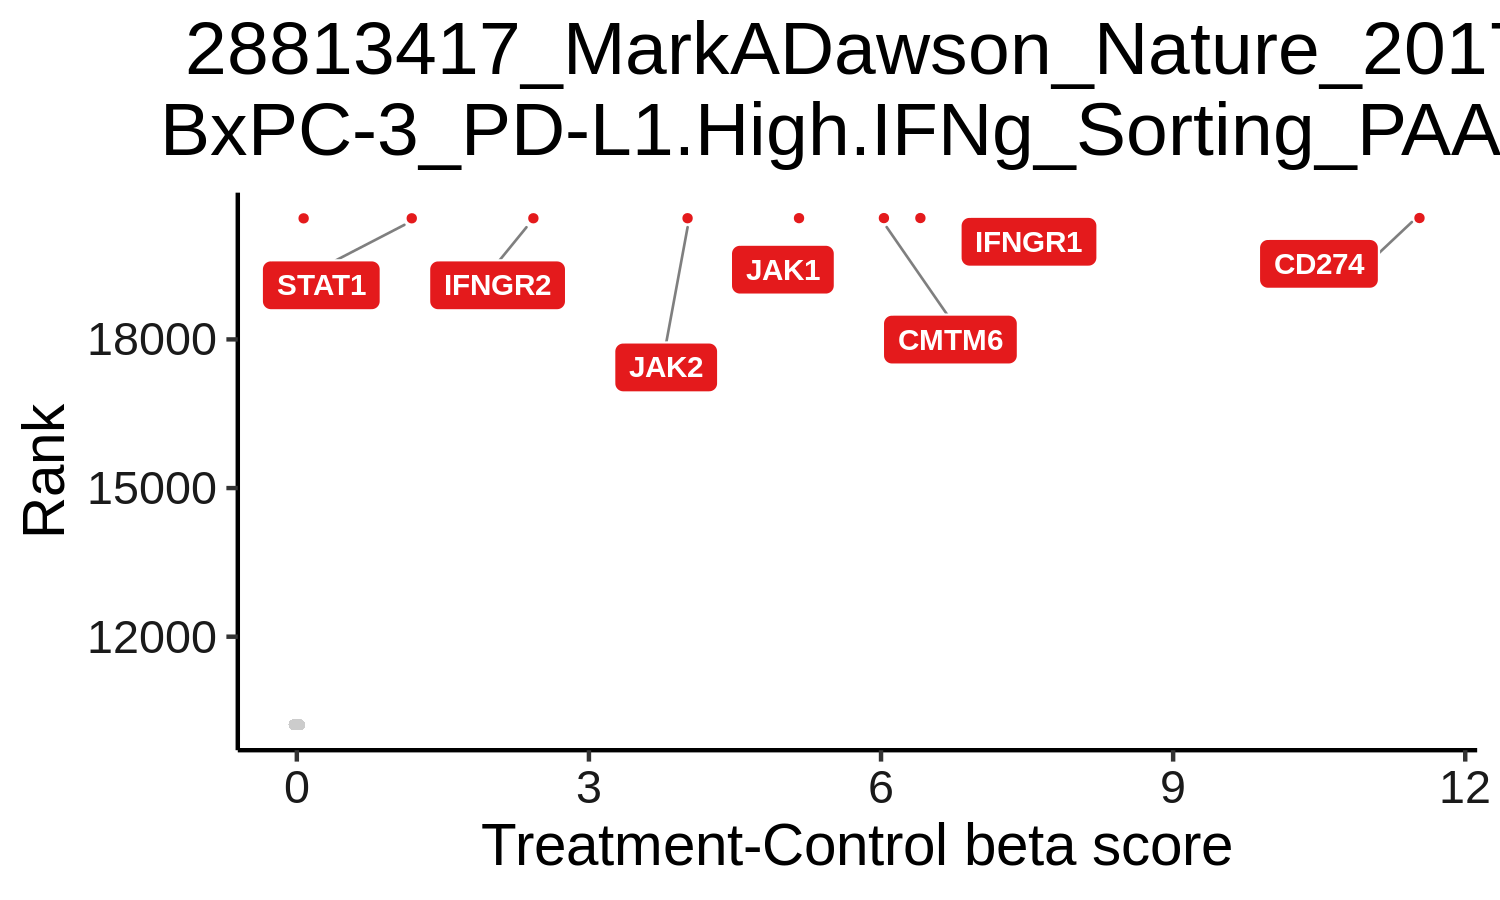 28813417_MarkADawson_Nature_2017
BxPC-3_PD-L1.High.IFNg_Sorting_PAA
IFNGR1
CD274
JAK1
STAT1
IFNGR2
CMTM6
JAK2
18000
15000
12000
Rank
0 3 6 9 12
Treatment-Control beta score